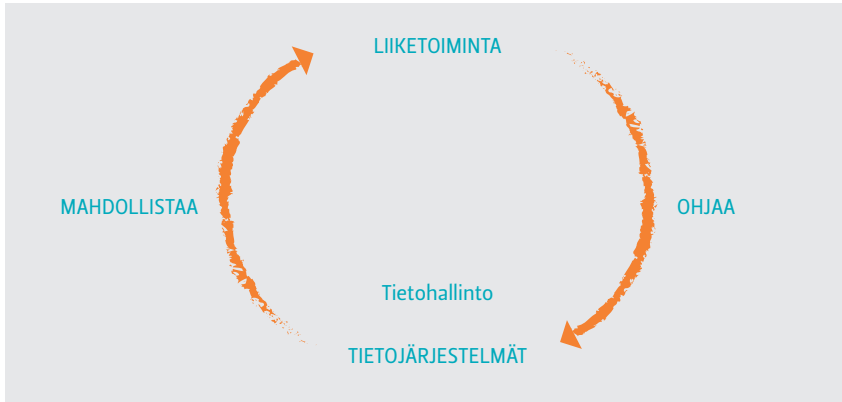 LIIKETOIMINTA
MAHDOLLISTAA
OHJAA
Tietohallinto
TIETOJÄRJESTELMÄT